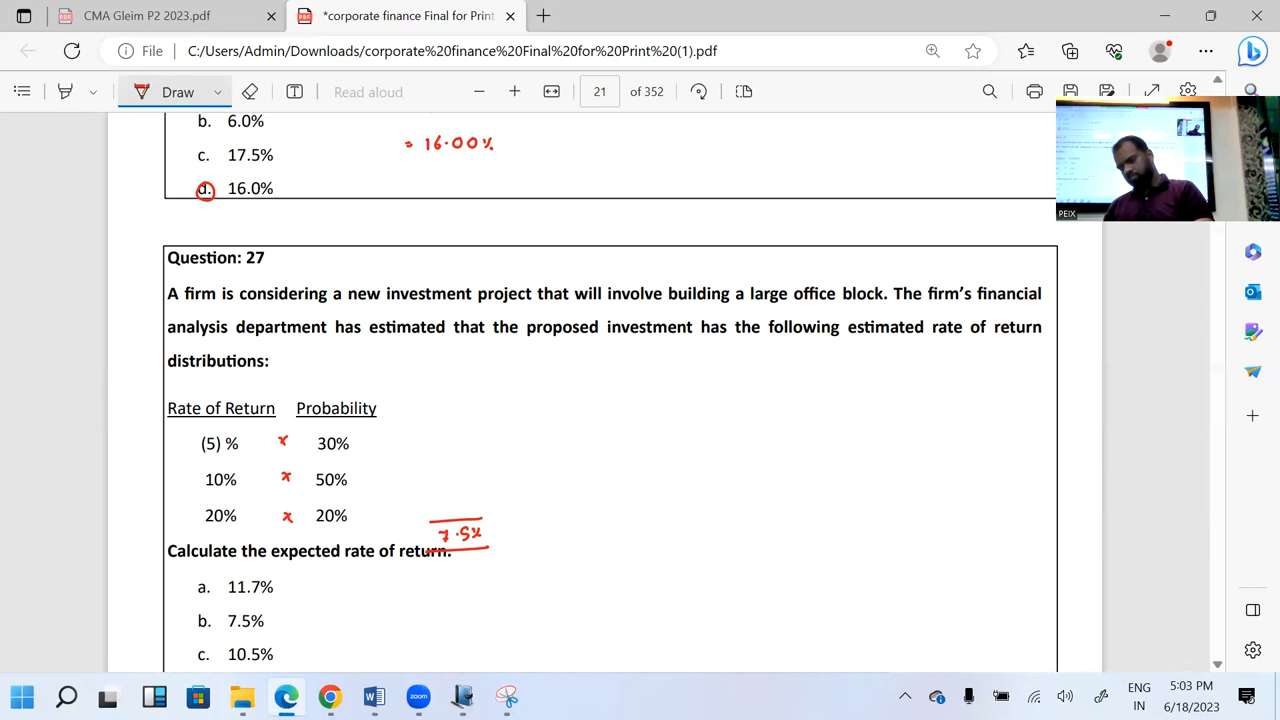 CMA Gleim P2 2023.pdf
*corporate finance Final for Print
File
C:/Users/Admin/Downloads/corporate%20finance%20Final%20for%20Print%20(1).pdf
Draw
Read aloud
21
of 352
b. 6.0%
= 16.00%
c. 17.5%
d. 16.0%
PEIX
Question: 27
A firm is considering a new investment project that will involve building a large office block. The firm's financial
analysis department has estimated that the proposed investment has the following estimated rate of return
distributions:
Rate of Return Probability
(5) % x 30%
10% x 50%
20% x 20%
7.5%
Calculate the expected rate of return.
a. 11.7%
b. 7.5%
c. 10.5%
zoom
ENG
IN
5:03 PM
6/18/2023